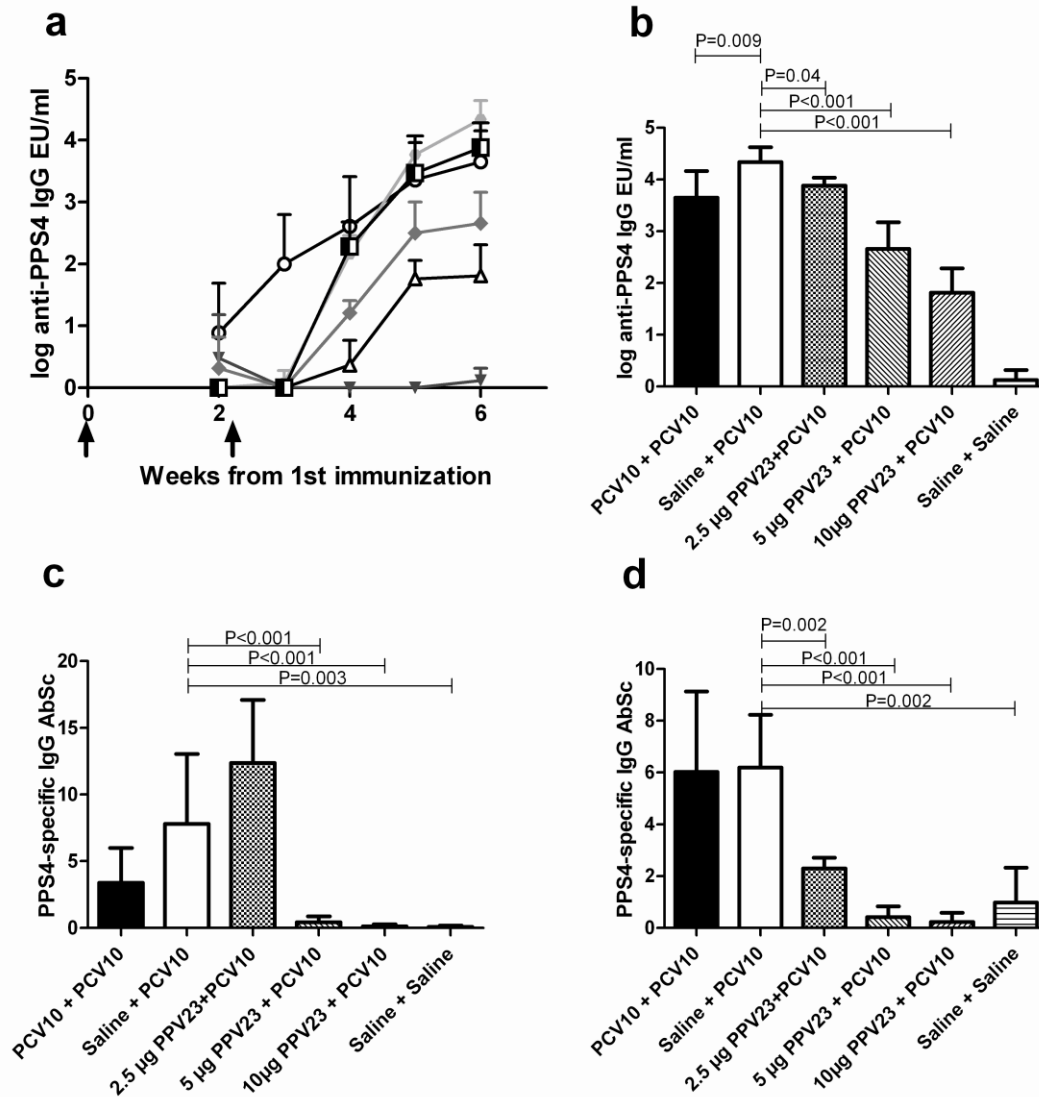 a
log anti-PPS4 IgG EU/ml
5
4
3
2
1
0
0 2 4 6
Weeks from 1st immunization
b
P=0.009
P=0.04
P<0.001
P<0.001
log anti-PPS4 IgG EU/ml
5
4
3
2
1
0
PCV10 + PCV10
Saline + PCV10
2.5 µg PPV23+PCV10
5 µg PPV23 + PCV10
10µg PPV23 + PCV10
Saline + Saline
c
P<0.001
P<0.001
P=0.003
PPS4-specific IgG AbSc
20
15
10
5
0
PCV10 + PCV10
Saline + PCV10
2.5 µg PPV23+PCV10
5 µg PPV23 + PCV10
10µg PPV23 + PCV10
Saline + Saline
d
P=0.002
P<0.001
P<0.001
P=0.002
PPS4-specific IgG AbSc
10
8
6
4
2
0
PCV10 + PCV10
Saline + PCV10
2.5 µg PPV23+PCV10
5 µg PPV23 + PCV10
10µg PPV23 + PCV10
Saline + Saline